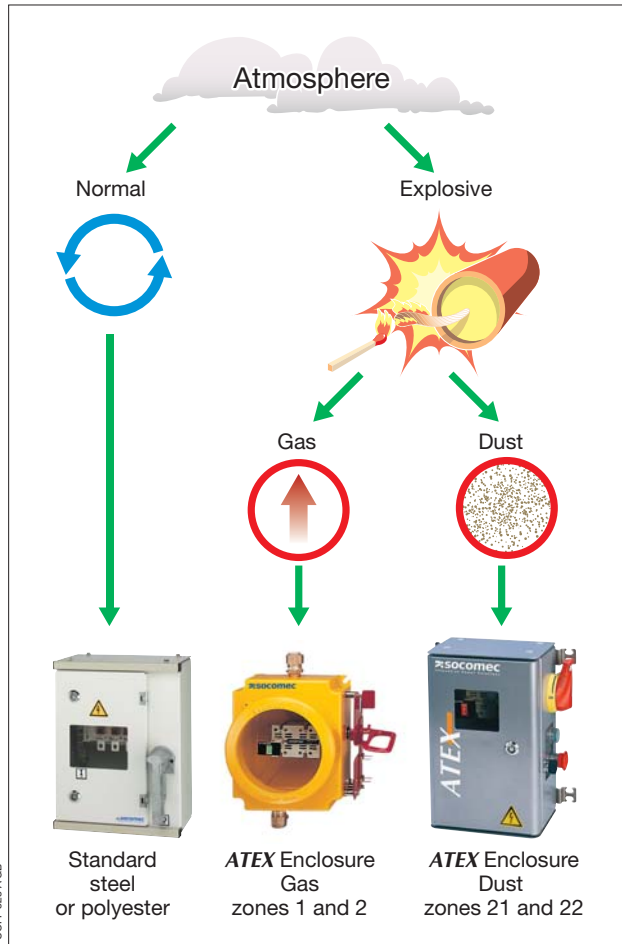 Atmosphere
Normal
Explosive
Gas
Dust
socomec
socomec
ATEX
Standard
steel
or polyester
ATEX Enclosure
Gas
zones 1 and 2
ATEX Enclosure
Dust
zones 21 and 22